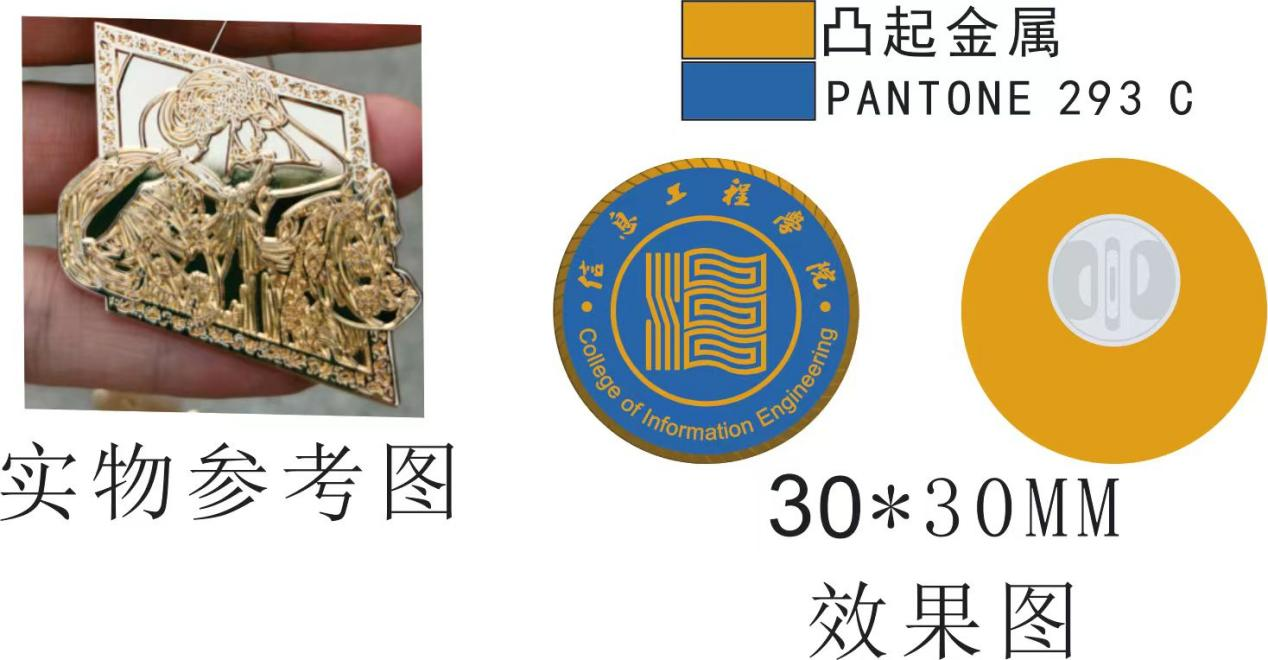 凸起金属
PANTONE 293 C
信息工程学院
College of Information Engineering
实物参考图
30*30MM
效果图